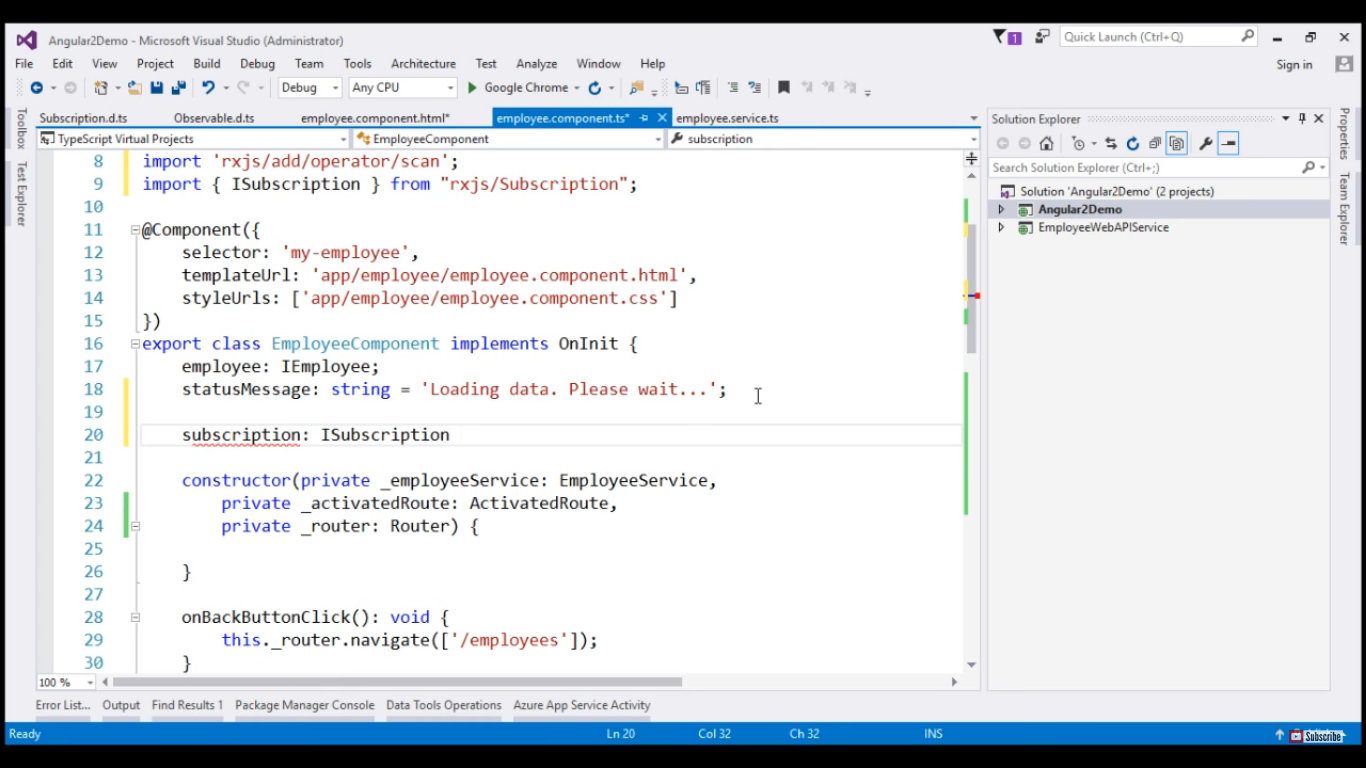 Angular2Demo - Microsoft Visual Studio (Administrator)
1
Quick Launch (Ctrl+Q)
File Edit View Project Build Debug Team Tools Architecture Test Analyze Window Help
Sign in
Debug Any CPU Google Chrome
Toolbox
Test Explorer
Subscription.d.ts Observable.d.ts employee.component.html* employee.component.ts* employee.service.ts
TypeScript Virtual Projects EmployeeComponent subscription
8 import 'rxjs/add/operator/scan';
9 import { ISubscription } from "rxjs/Subscription";
10
11 @Component({
12 selector: 'my-employee',
13 templateUrl: 'app/employee/employee.component.html',
14 styleUrls: ['app/employee/employee.component.css']
15 })
16 export class EmployeeComponent implements OnInit {
17 employee: IEmployee;
18 statusMessage: string = 'Loading data. Please wait...';
19
20 subscription: ISubscription
21
22 constructor(private _employeeService: EmployeeService,
23 private _activatedRoute: ActivatedRoute,
24 private _router: Router) {
25
26 }
27
28 onBackButtonClick(): void {
29 this._router.navigate(['/employees']);
30 }
100 %
Solution Explorer
Search Solution Explorer (Ctrl+;)
Solution 'Angular2Demo' (2 projects)
Angular2Demo
EmployeeWebAPIService
Properties
Team Explorer
Error List... Output Find Results 1 Package Manager Console Data Tools Operations Azure App Service Activity
Ready Ln 20 Col 32 Ch 32 INS
Subscribe